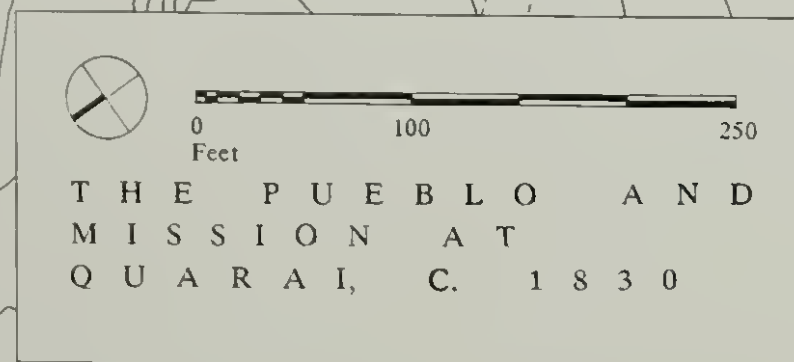 0 100 250
Feet
THE PUEBLO AND
MISSION AT
QUARAI, C. 1830